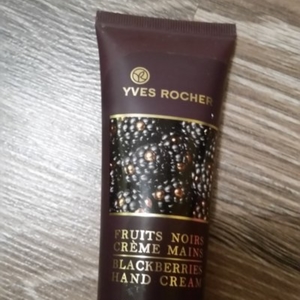 YVES ROCHER
FRUITS NOIRS
CRÈME MAINS
BLACKBERRIES
HAND CREAM